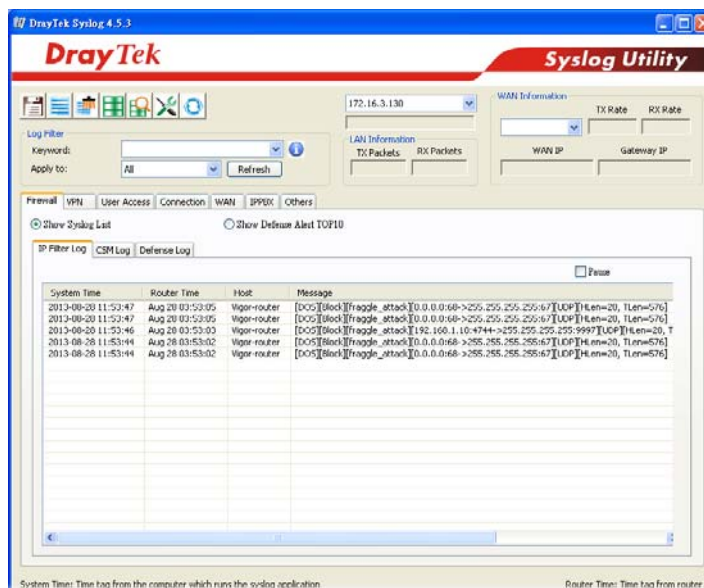 DrayTek Syslog 4.5.3
DrayTek
Syslog Utility
172.16.3.130
WAN Information
TX Rate RX Rate
Log Filter
Keyword:
LAN Information
TX Packets RX Packets
WAN IP Gateway IP
Apply to: All Refresh
Firewall VPN User Access Connection WAN IPPBX Others
Show Syslog List Show Defense Alert TOP10
IP Filter Log CSM Log Defense Log
Pause
System Time Router Time Host Message
2013-08-28 11:53:47 Aug 28 03:53:05 Vigor-router [DOS][Block][fraggle_attack][0.0.0.0:68->255.255.255.255:67][UDP][HLen=20, TLen=576]
2013-08-28 11:53:47 Aug 28 03:53:05 Vigor-router [DOS][Block][fraggle_attack][0.0.0.0:68->255.255.255.255:67][UDP][HLen=20, TLen=576]
2013-08-28 11:53:46 Aug 28 03:53:03 Vigor-router [DOS][Block][fraggle_attack][192.168.1.10:4744->255.255.255.255:9997][UDP][HLen=20, T
2013-08-28 11:53:44 Aug 28 03:53:02 Vigor-router [DOS][Block][fraggle_attack][0.0.0.0:68->255.255.255.255:67][UDP][HLen=20, TLen=576]
2013-08-28 11:53:44 Aug 28 03:53:02 Vigor-router [DOS][Block][fraggle_attack][0.0.0.0:68->255.255.255.255:67][UDP][HLen=20, TLen=576]
System Time: Time tag from the computer which runs the syslog application Router Time: Time tag from router